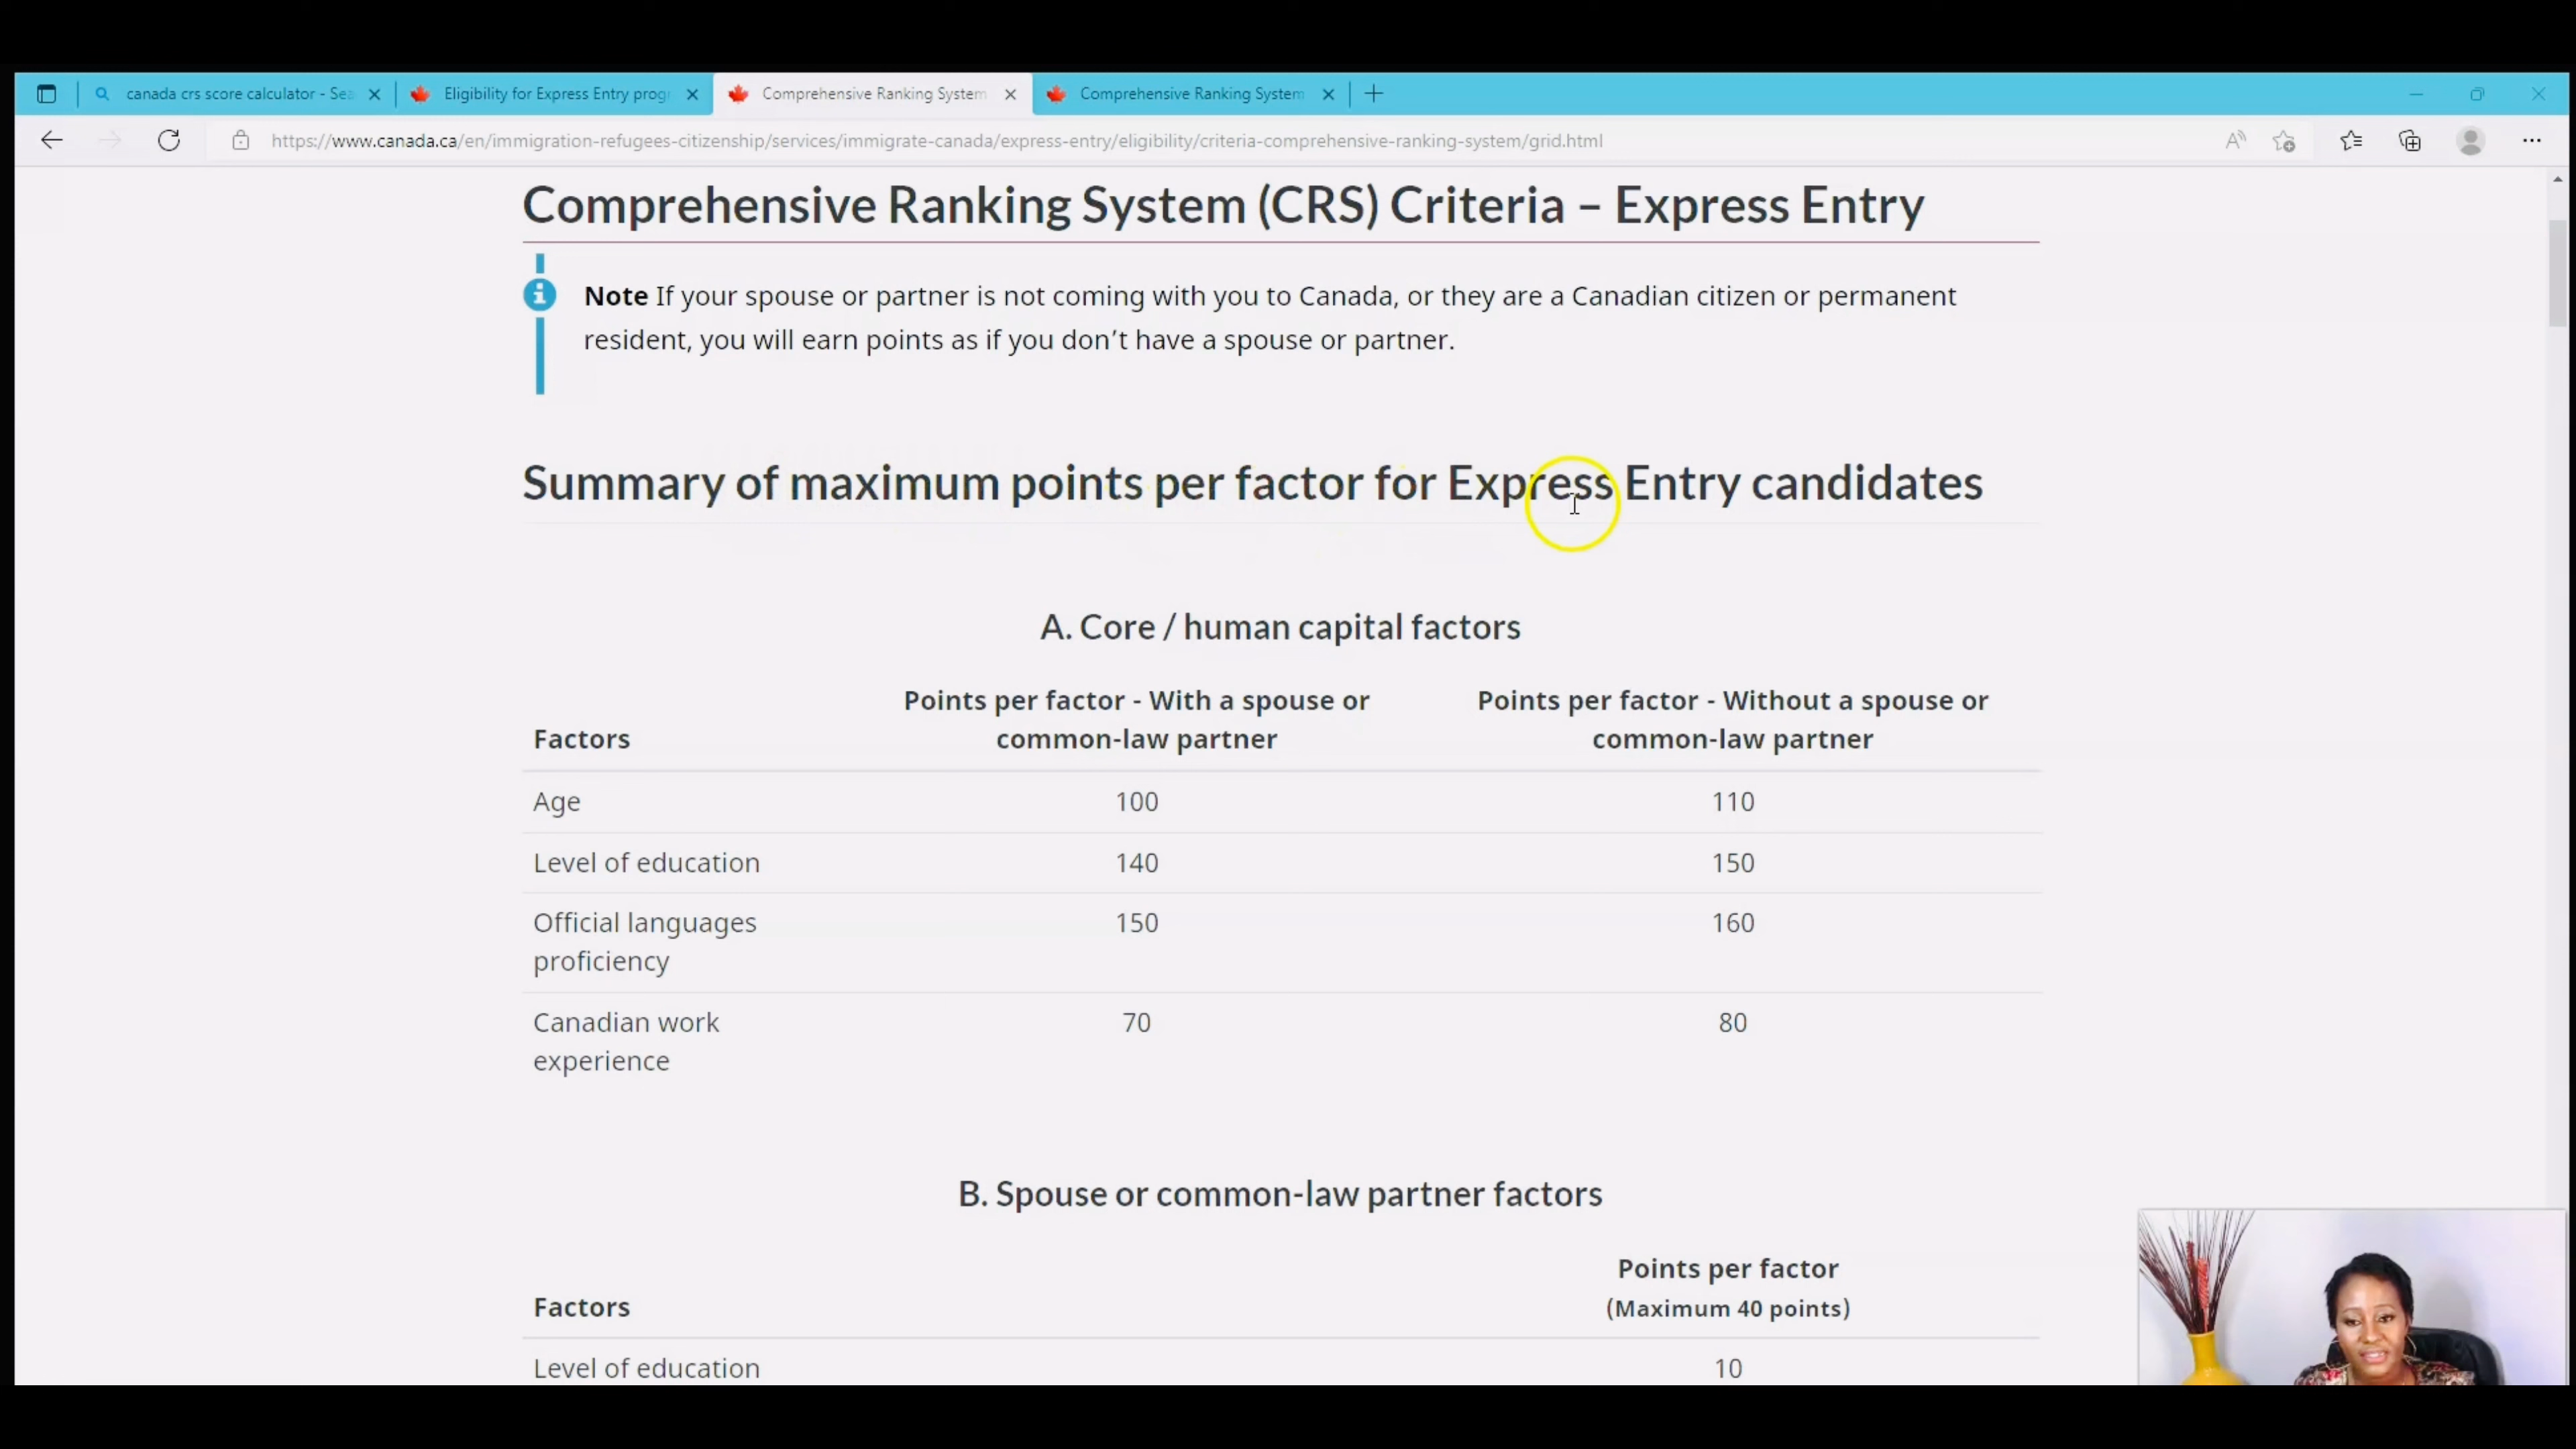 canada crs score calculator - Sea
Eligibility for Express Entry progr
Comprehensive Ranking System
Comprehensive Ranking System
https://www.canada.ca/en/immigration-refugees-citizenship/services/immigrate-canada/express-entry/eligibility/criteria-comprehensive-ranking-system/grid.html
Comprehensive Ranking System (CRS) Criteria – Express Entry
Note If your spouse or partner is not coming with you to Canada, or they are a Canadian citizen or permanent
resident, you will earn points as if you don't have a spouse or partner.
Summary of maximum points per factor for Express Entry candidates
A. Core / human capital factors
Points per factor - With a spouse or Points per factor - Without a spouse or
Factors common-law partner common-law partner
Age 100 110
Level of education 140 150
Official languages 150 160
proficiency
Canadian work 70 80
experience
B. Spouse or common-law partner factors
Points per factor
Factors (Maximum 40 points)
Level of education 10